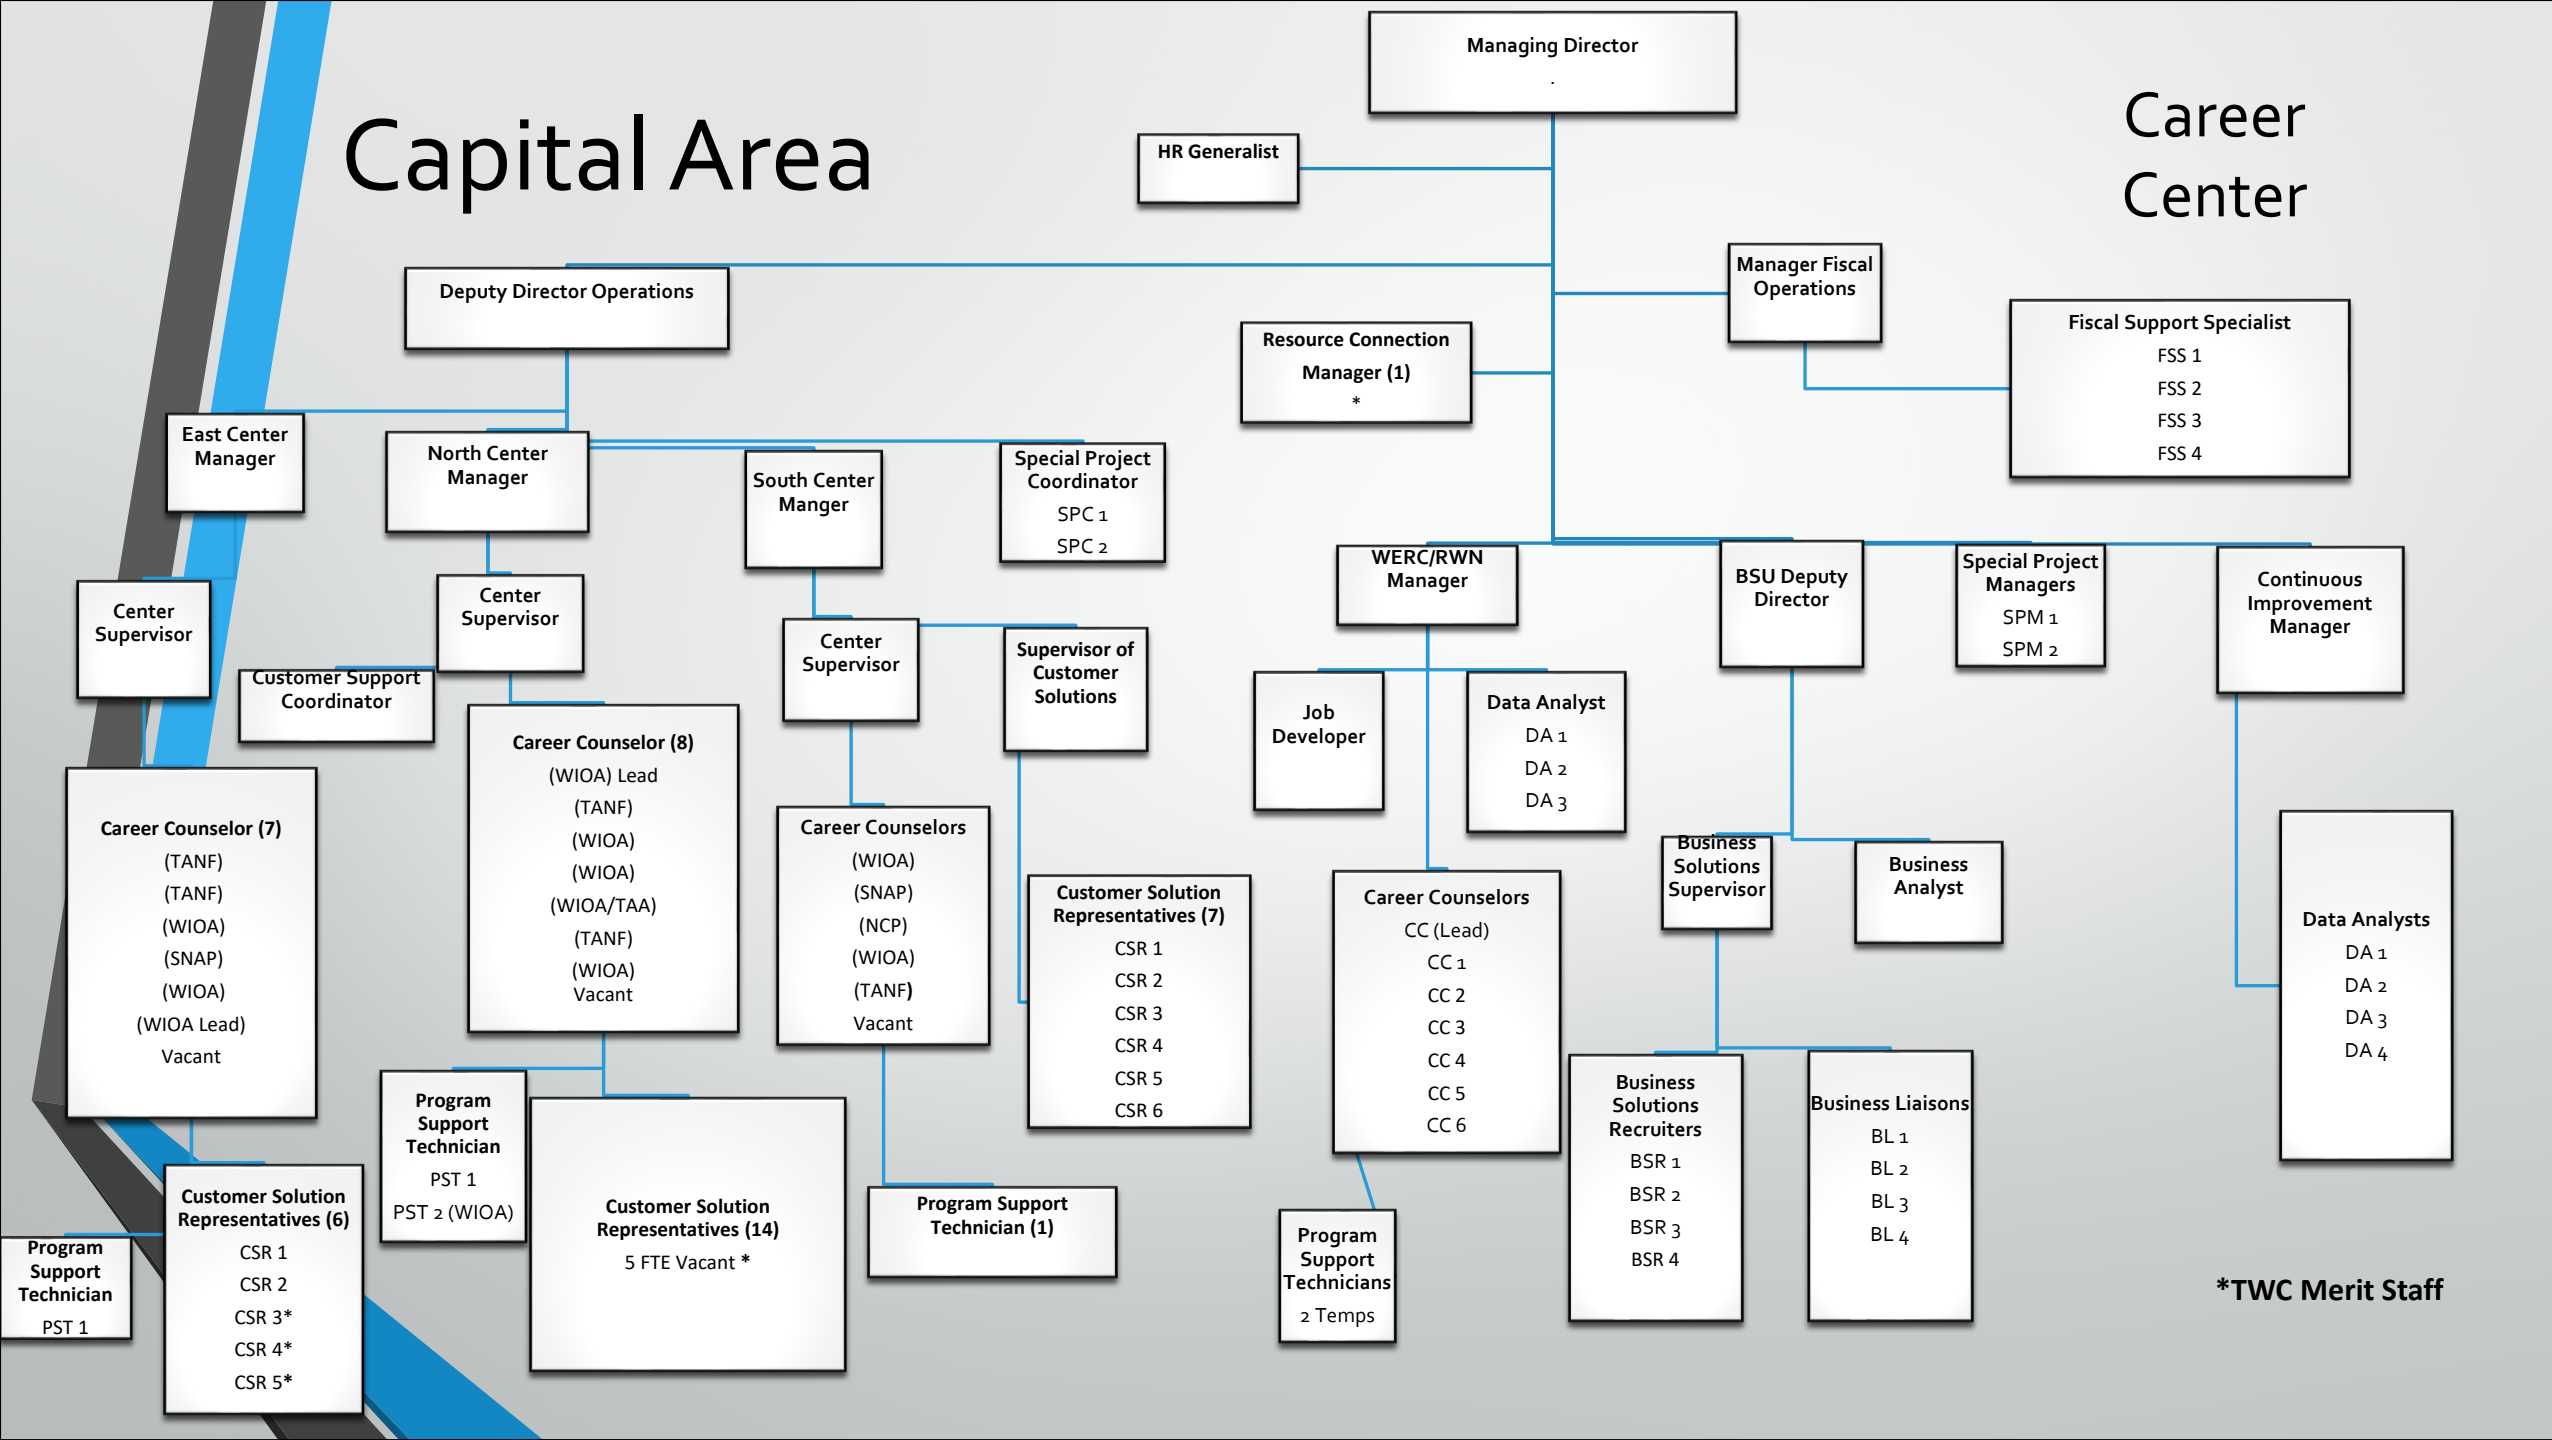 Capital Area
Career
Center
Managing Director
.
HR Generalist
Deputy Director Operations
Manager Fiscal
Operations
Resource Connection
Manager (1)
*
Fiscal Support Specialist
FSS 1
FSS 2
FSS 3
FSS 4
East Center
Manager
North Center
Manager
South Center
Manger
Special Project
Coordinator
SPC 1
SPC 2
WERC/RWN
Manager
BSU Deputy
Director
Special Project
Managers
SPM 1
SPM 2
Continuous
Improvement
Manager
Center
Supervisor
Center
Supervisor
Customer Support
Coordinator
Center
Supervisor
Supervisor of
Customer
Solutions
Job
Developer
Data Analyst
DA 1
DA 2
DA 3
Career Counselor (7)
(TANF)
(TANF)
(WIOA)
(SNAP)
(WIOA)
(WIOA Lead)
Vacant
Career Counselor (8)
(WIOA) Lead
(TANF)
(WIOA)
(WIOA)
(WIOA/TAA)
(TANF)
(WIOA)
Vacant
Career Counselors
(WIOA)
(SNAP)
(NCP)
(WIOA)
(TANF)
Vacant
Customer Solution
Representatives (7)
CSR 1
CSR 2
CSR 3
CSR 4
CSR 5
CSR 6
Career Counselors
CC (Lead)
CC 1
CC 2
CC 3
CC 4
CC 5
CC 6
Business
Solutions
Supervisor
Business
Analyst
Data Analysts
DA 1
DA 2
DA 3
DA 4
Program
Support
Technician
PST 1
Customer Solution
Representatives (6)
CSR 1
CSR 2
CSR 3*
CSR 4*
CSR 5*
Program
Support
Technician
PST 1
PST 2 (WIOA)
Customer Solution
Representatives (14)
5 FTE Vacant *
Program Support
Technician (1)
Program
Support
Technicians
2 Temps
Business
Solutions
Recruiters
BSR 1
BSR 2
BSR 3
BSR 4
Business Liaisons
BL 1
BL 2
BL 3
BL 4
*TWC Merit Staff